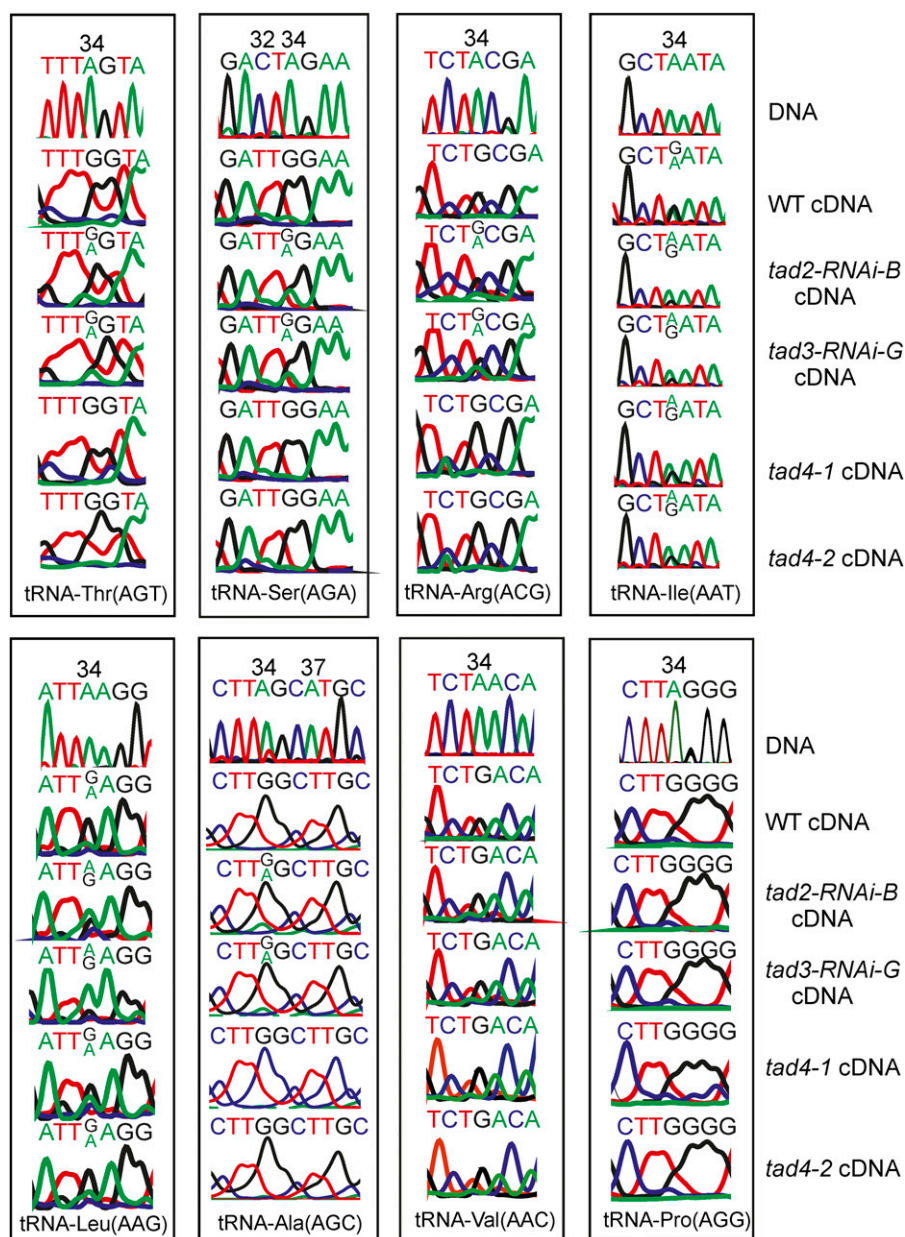 34
TTTAGTA
TTTGGTA
TTTGAGTA
TTTGAGTA
TTTGGTA
TTTGGTA
tRNA-Thr(AGT)
32 34
GACTAGAA
GATTGGAA
GATTGAGAA
GATTGAGAA
GATTGGAA
GATTGGAA
tRNA-Ser(AGA)
34
TCTACGA
TCTGCGA
TCTGACGA
TCTGACGA
TCTGCGA
TCTGCGA
tRNA-Arg(ACG)
34
GCTAATA
GCTGAATA
GCTAGATA
GCTAGATA
GCTAGATA
GCTAGATA
tRNA-Ile(AAT)
DNA
WT cDNA
tad2-RNAi-B
cDNA
tad3-RNAi-G
cDNA
tad4-1 cDNA
tad4-2 cDNA
34
ATTAAGG
ATTGAAGG
ATTAGAGG
ATTAGAGG
ATTGAAGG
ATTGAAGG
tRNA-Leu(AAG)
34 37
CTTAGCATGC
CTTGGCTTGC
CTTGAGCTTGC
CTTGAGCTTGC
CTTGGCTTGC
CTTGGCTTGC
tRNA-Ala(AGC)
34
TCTAACA
TCTGACA
TCTGACA
TCTGACA
TCTGACA
TCTGACA
tRNA-Val(AAC)
34
CTTAGGG
CTTGGGG
CTTGGGG
CTTGGGG
CTTGGGG
CTTGGGG
tRNA-Pro(AGG)
DNA
WT cDNA
tad2-RNAi-B
cDNA
tad3-RNAi-G
cDNA
tad4-1 cDNA
tad4-2 cDNA